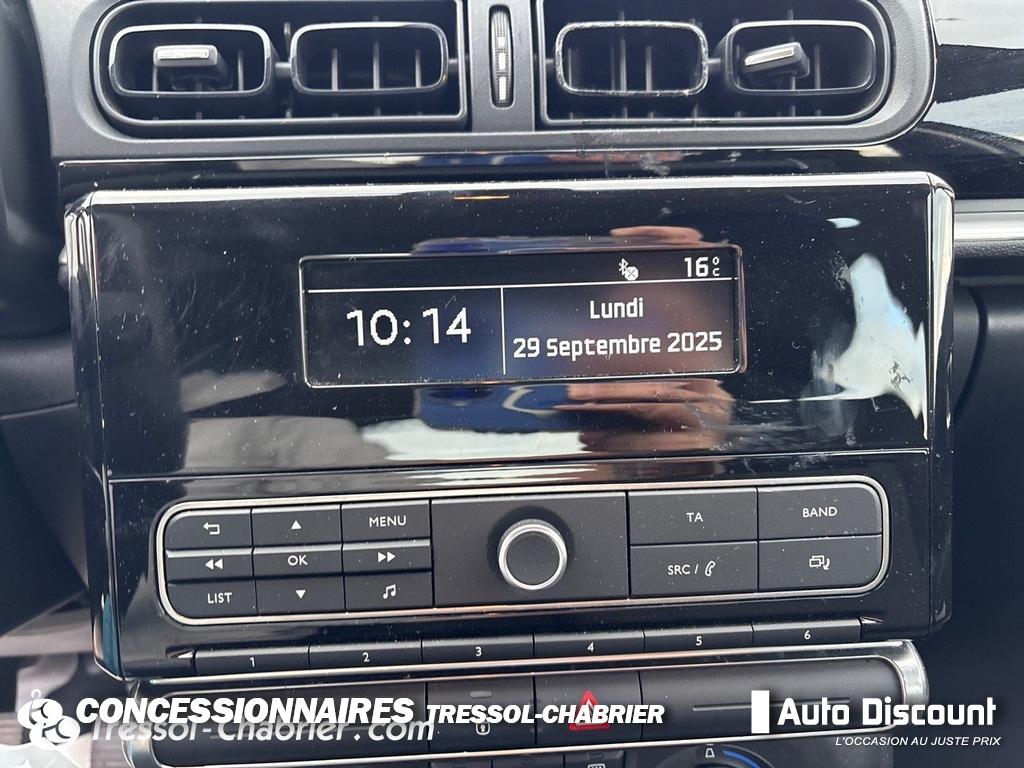 16°C
10:14
Lundi
29 Septembre 2025
MENU
OK
LIST
TA
BAND
SRC /
1 2 3 4 5 6
CONCESSIONNAIRES TRESSOL-CHABRIER
Tressol-Chabrier.com
Auto Discount
L'OCCASION AU JUSTE PRIX